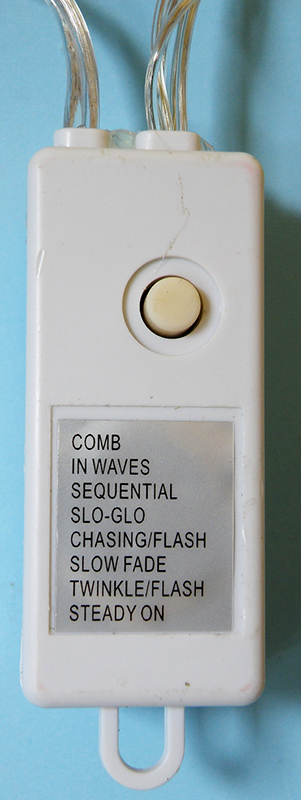 COMB
IN WAVES
SEQUENTIAL
SLO-GLO
CHASING/FLASH
SLOW FADE
TWINKLE/FLASH
STEADY ON